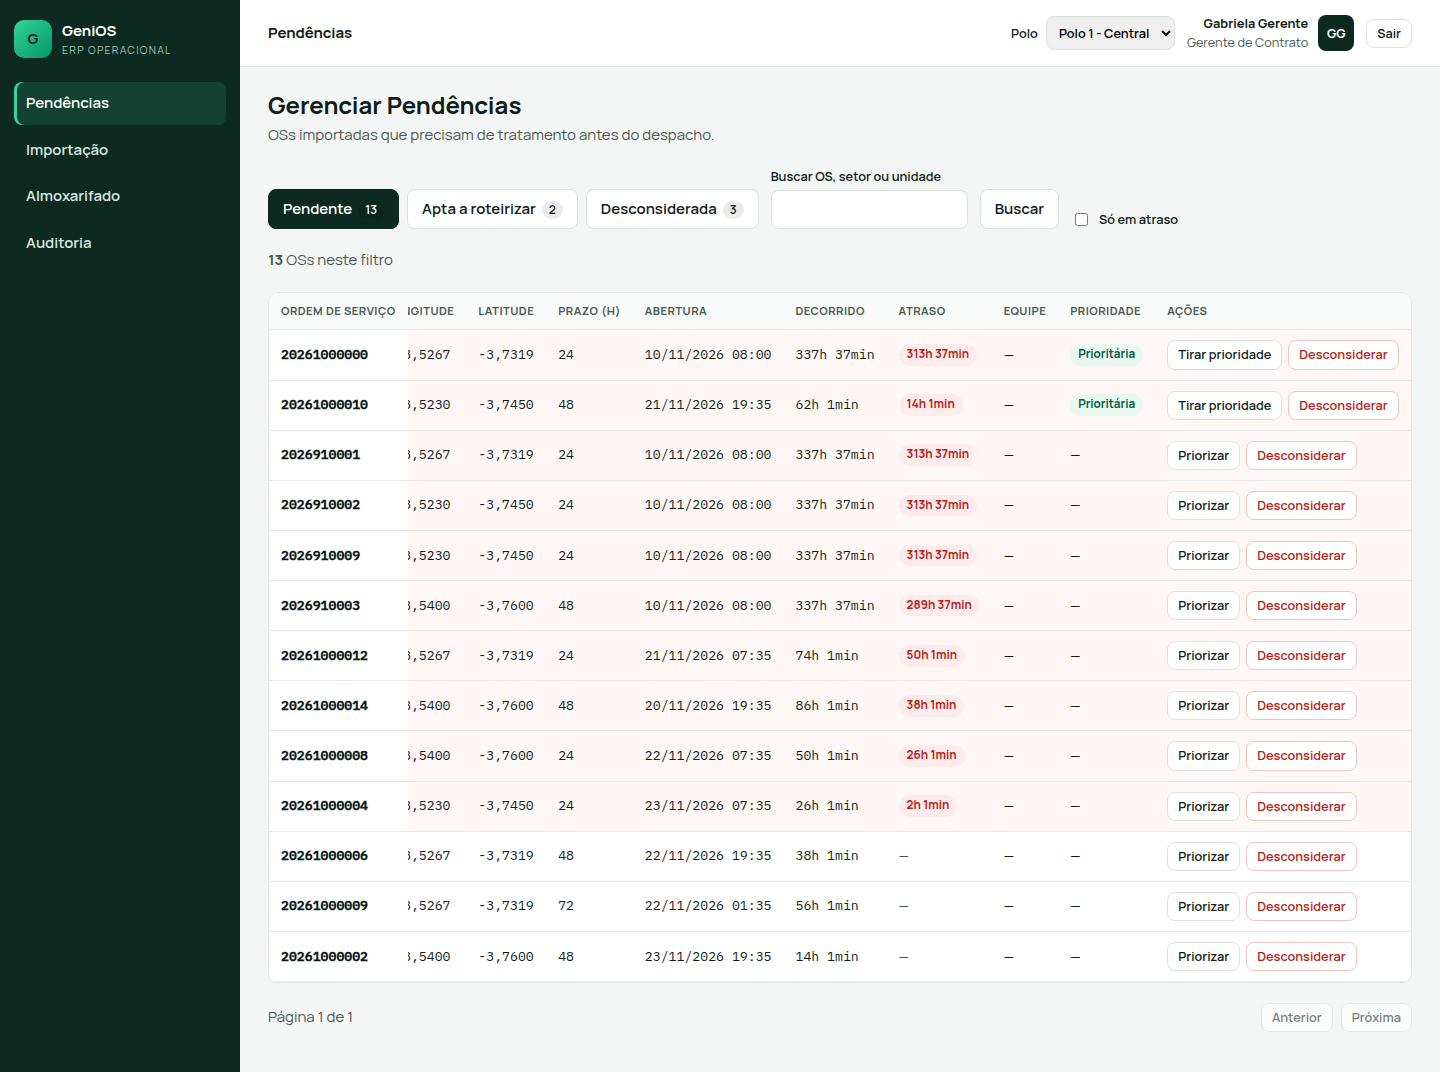 G
GeniOS
ERP OPERACIONAL
Pendências
Importação
Almoxarifado
Auditoria
Pendências
Polo
Polo 1 - Central
Gabriela Gerente
Gerente de Contrato
GG
Sair
Gerenciar Pendências
OSs importadas que precisam de tratamento antes do despacho.
Buscar OS, setor ou unidade
Pendente 13
Apta a roteirizar 2
Desconsiderada 3
Buscar
Só em atraso
13 OSs neste filtro
ORDEM DE SERVIÇO IGITUDE LATITUDE PRAZO (H) ABERTURA DECORRIDO ATRASO EQUIPE PRIORIDADE AÇÕES
20261000000 3,5267 -3,7319 24 10/11/2026 08:00 337h 37min 313h 37min — Prioritária Tirar prioridade Desconsiderar
20261000010 3,5230 -3,7450 48 21/11/2026 19:35 62h 1min 14h 1min — Prioritária Tirar prioridade Desconsiderar
2026910001 3,5267 -3,7319 24 10/11/2026 08:00 337h 37min 313h 37min — — Priorizar Desconsiderar
2026910002 3,5230 -3,7450 24 10/11/2026 08:00 337h 37min 313h 37min — — Priorizar Desconsiderar
2026910009 3,5230 -3,7450 24 10/11/2026 08:00 337h 37min 313h 37min — — Priorizar Desconsiderar
2026910003 3,5400 -3,7600 48 10/11/2026 08:00 337h 37min 289h 37min — — Priorizar Desconsiderar
20261000012 3,5267 -3,7319 24 21/11/2026 07:35 74h 1min 50h 1min — — Priorizar Desconsiderar
20261000014 3,5400 -3,7600 48 20/11/2026 19:35 86h 1min 38h 1min — — Priorizar Desconsiderar
20261000008 3,5400 -3,7600 24 22/11/2026 07:35 50h 1min 26h 1min — — Priorizar Desconsiderar
20261000004 3,5230 -3,7450 24 23/11/2026 07:35 26h 1min 2h 1min — — Priorizar Desconsiderar
20261000006 3,5267 -3,7319 48 22/11/2026 19:35 38h 1min — — — Priorizar Desconsiderar
20261000009 3,5267 -3,7319 72 22/11/2026 01:35 56h 1min — — — Priorizar Desconsiderar
20261000002 3,5400 -3,7600 48 23/11/2026 19:35 14h 1min — — — Priorizar Desconsiderar
Página 1 de 1
Anterior
Próxima